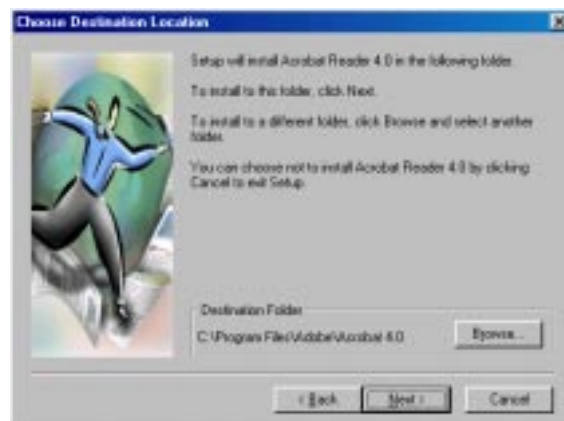 Choose Destination Location
Setup will install Acrobat Reader 4.0 in the following folder.
To install to this folder, click Next.
To install to a different folder, click Browse and select another
folder.
You can choose not to install Acrobat Reader 4.0 by clicking
Cancel to exit Setup.
Destination Folder
C:\Program Files\Adobe\Acrobat 4.0
Browse...
< Back
Next >
Cancel